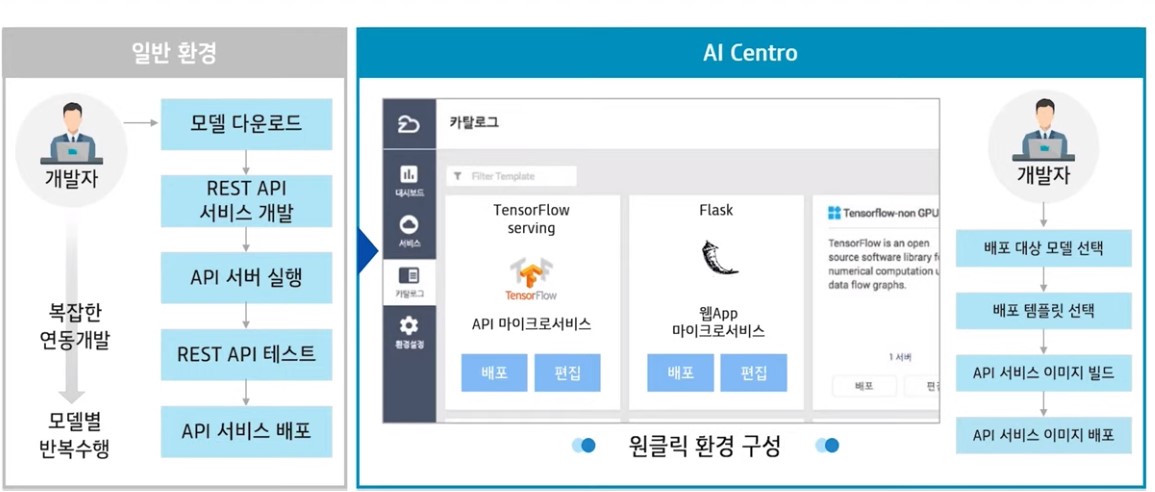 일반 환경
개발자
복잡한
연동개발
모델별
반복수행
모델 다운로드
REST API
서비스 개발
API 서버 실행
REST API 테스트
API 서비스 배포
AI Centro
카탈로그
대시보드
서비스
카탈로그
환경설정
Filter Template
TensorFlow
serving
TensorFlow
API 마이크로서비스
배포
편집
Flask
웹App
마이크로서비스
배포
편집
Tensorflow-non GPU
TensorFlow is an open
source software library f
numerical computation u
data flow graphs.
1 서버
배포
원클릭 환경 구성
개발자
배포 대상 모델 선택
배포 템플릿 선택
API 서비스 이미지 빌드
API 서비스 이미지 배포